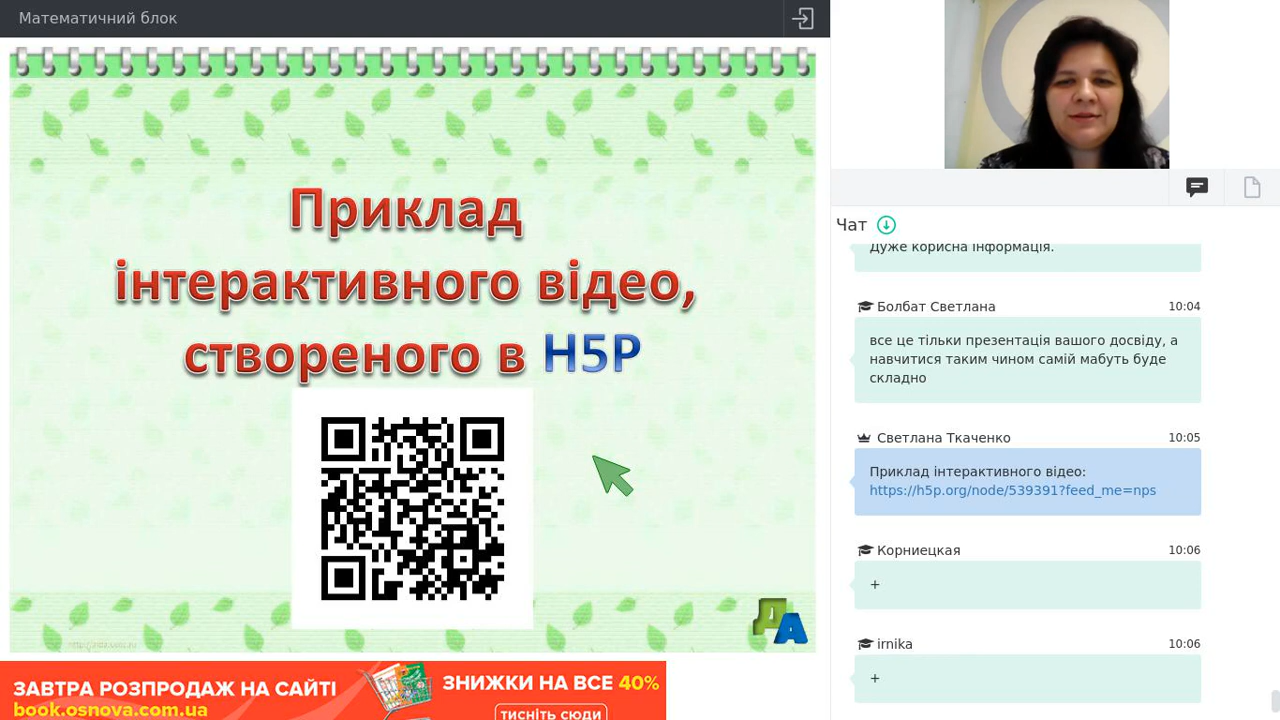 Математичний блок
Приклад
інтерактивного відео,
створеного в H5P
ДА
ЗАВТРА РОЗПРОДАЖ НА САЙТІ
book.osnova.com.ua
ЗНИЖКИ НА ВСЕ 40%
тисніть сюди
Чат
Дуже корисна інформація.
Болбат Светлана 10:04
все це тільки презентація вашого досвіду, а
навчитися таким чином самій мабуть буде
складно
Светлана Ткаченко 10:05
Приклад інтерактивного відео:
https://h5p.org/node/539391?feed_me=nps
Корниецкая 10:06
+
irnika 10:06
+